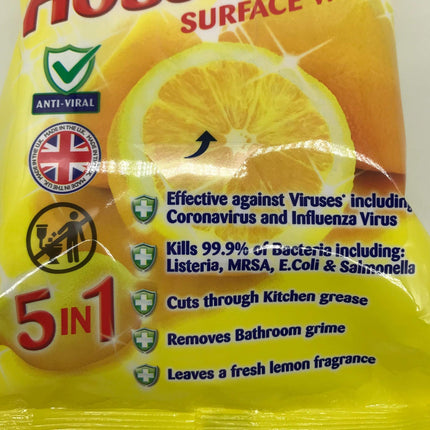 SURFACE
ANTI-VIRAL
MADE IN THE U.K.
Effective against Viruses* including
Coronavirus and Influenza Virus
Kills 99.9% of Bacteria including:
Listeria, MRSA, E.Coli & Salmonella
5 IN 1
Cuts through Kitchen grease
Removes Bathroom grime
Leaves a fresh lemon fragrance